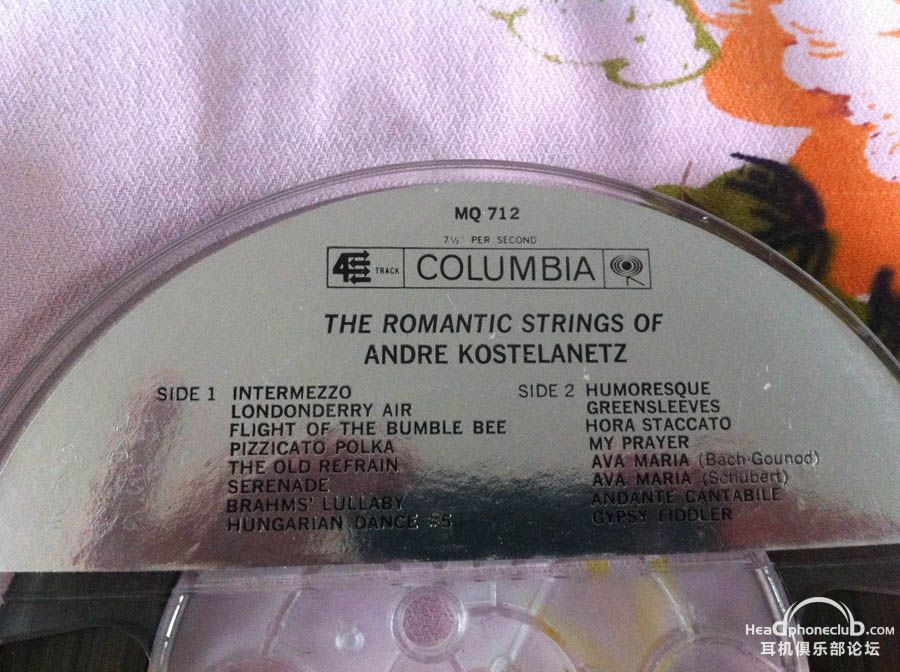 MQ 712
7½" PER SECOND
4 TRACK COLUMBIA
THE ROMANTIC STRINGS OF
ANDRE KOSTELANETZ
SIDE 1 INTERMEZZO
LONDONDERRY AIR
FLIGHT OF THE BUMBLE BEE
PIZZICATO POLKA
THE OLD REFRAIN
SERENADE
BRAHMS' LULLABY
HUNGARIAN DANCE #5
SIDE 2 HUMORESQUE
GREENSLEEVES
HORA STACCATO
MY PRAYER
AVA MARIA (Bach-Gounod)
AVA MARIA (Schubert)
ANDANTE CANTABILE
GYPSY FIDDLER
Headphoneclub.com
耳机俱乐部论坛